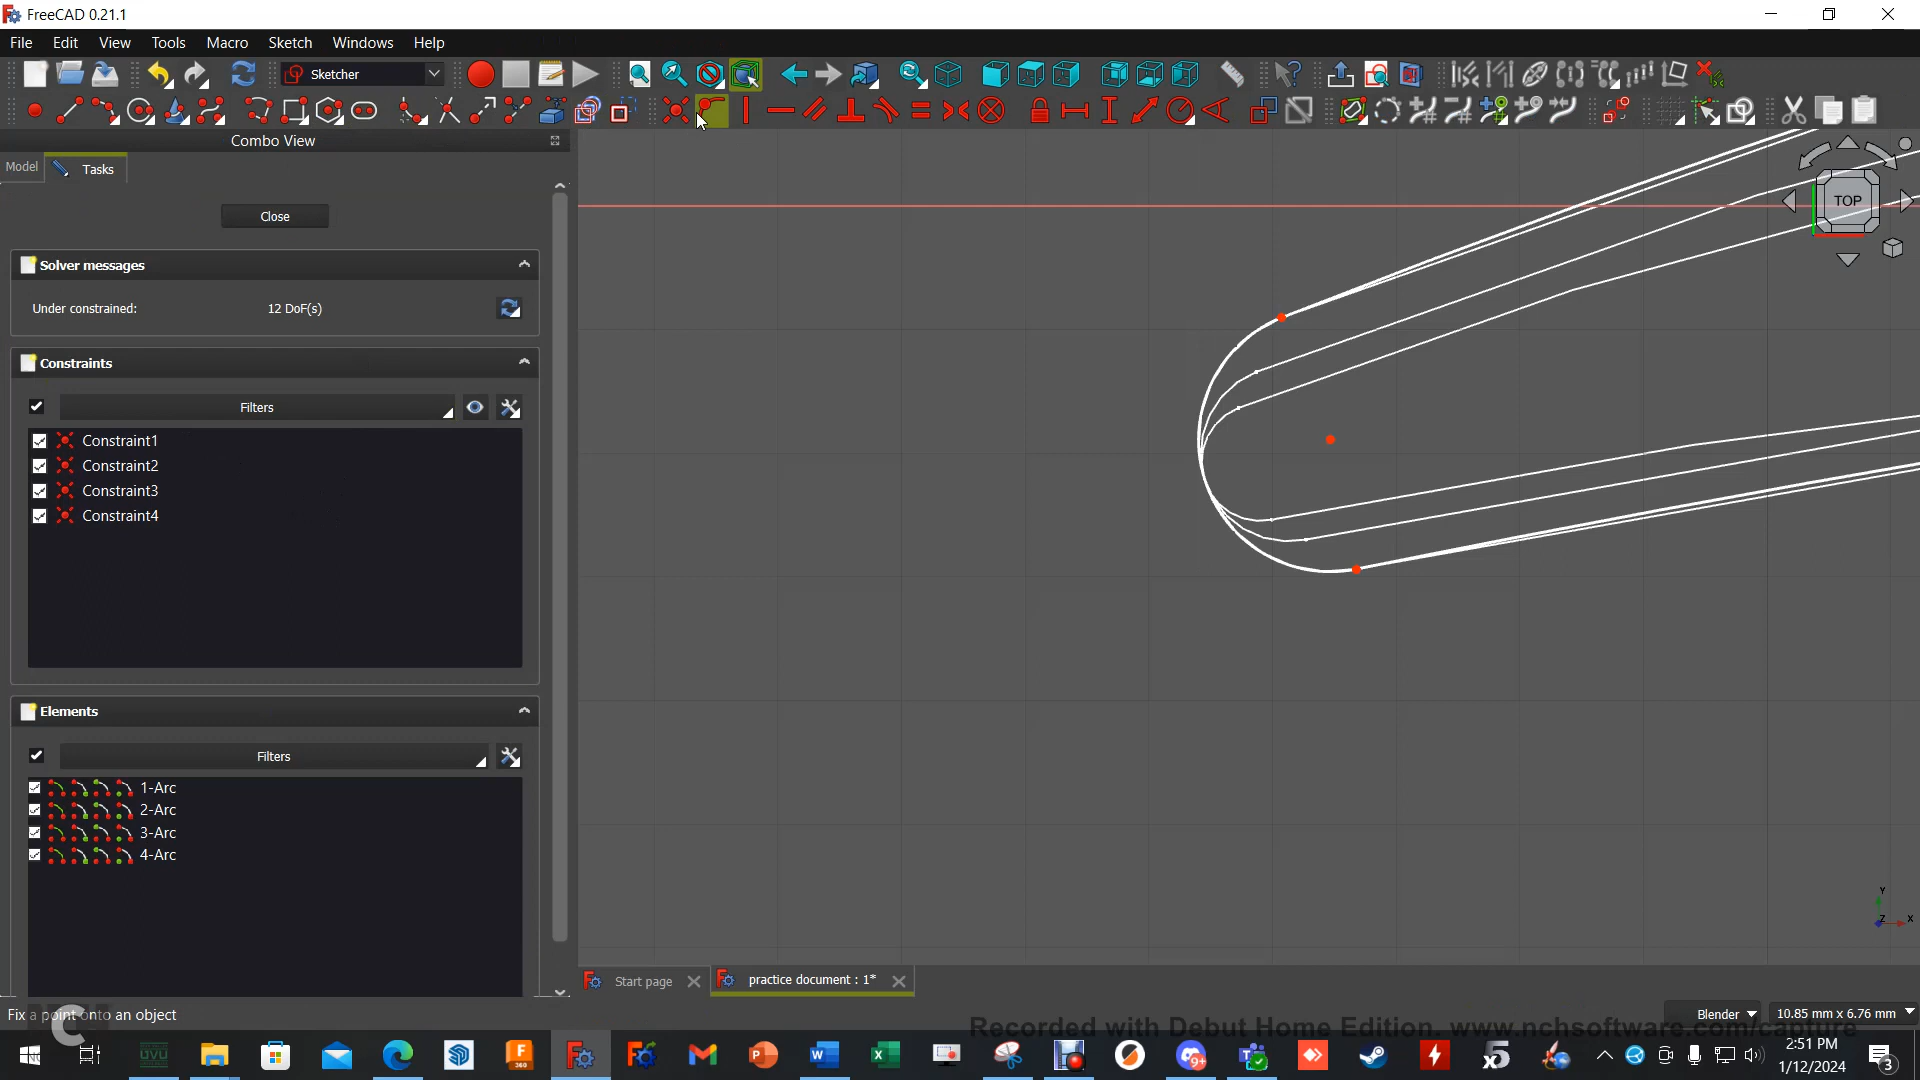 FreeCAD 0.21.1
File Edit View Tools Macro Sketch Windows Help
Sketcher
Combo View
Model Tasks
Close
Solver messages
Under constrained: 12 DoF(s)
Constraints
Filters
Constraint1
Constraint2
Constraint3
Constraint4
Elements
Filters
1-Arc
2-Arc
3-Arc
4-Arc
TOP
Y
Z X
Start page practice document : 1*
Fix a point onto an object
Blender 10.85 mm x 6.76 mm
Recorded with Debut Home Edition. www.nchsoftware.com/capture
2:51 PM
1/12/2024
3